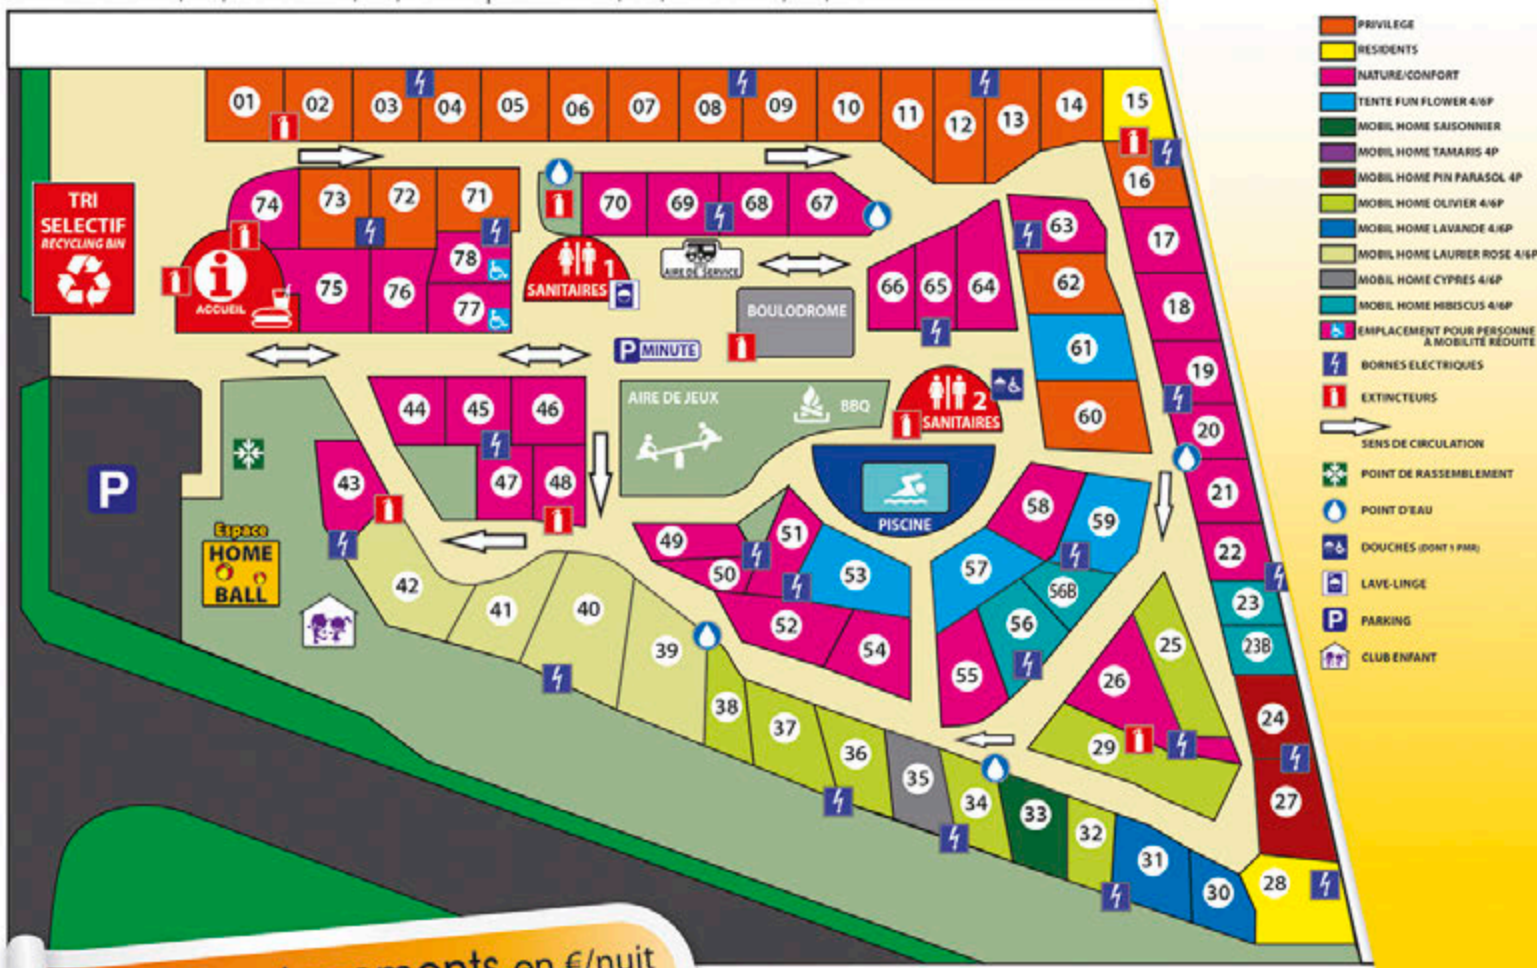 01 02 03 04 05 06 07 08 09 10 11 12 13 14 15
16
74 73 72 71
70 69 68 67
63
17
TRI
SELECTIF
RECYCLING BIN
i
ACCUEIL
75 76 78
77
1
SANITAIRES
AIRE DE SERVICE
BOULODROME
66 65 64
62
18
P MINUTE
61
19
44 45 46
AIRE DE JEUX
BBQ
2
SANITAIRES
60
20
P
43
47 48
PISCINE
58 59
21
Espace
HOME
BALL
49
50
51
53
57
22
42 41 40 39
52 54
56B
56
55
23
23B
25
26
29
24
27
38 37 36 35 34 33 32 31 30 28
PRIVILEGE
RESIDENTS
NATURE/CONFORT
TENTE FUN FLOWER 4/6P
MOBIL HOME SAISONNIER
MOBIL HOME TAMARIS 4P
MOBIL HOME PIN PARASOL 4P
MOBIL HOME OLIVIER 4/6P
MOBIL HOME LAVANDE 4/6P
MOBIL HOME LAURIER ROSE 4/6P
MOBIL HOME CYPRES 4/6P
MOBIL HOME HIBISCUS 4/6P
EMPLACEMENT POUR PERSONNE
A MOBILITÉ RÉDUITE
BORNES ELECTRIQUES
EXTINCTEURS
SENS DE CIRCULATION
POINT DE RASSEMBLEMENT
POINT D'EAU
DOUCHES (DONT 1 PMR)
LAVE-LINGE
P PARKING
CLUB ENFANT
en €/nuit